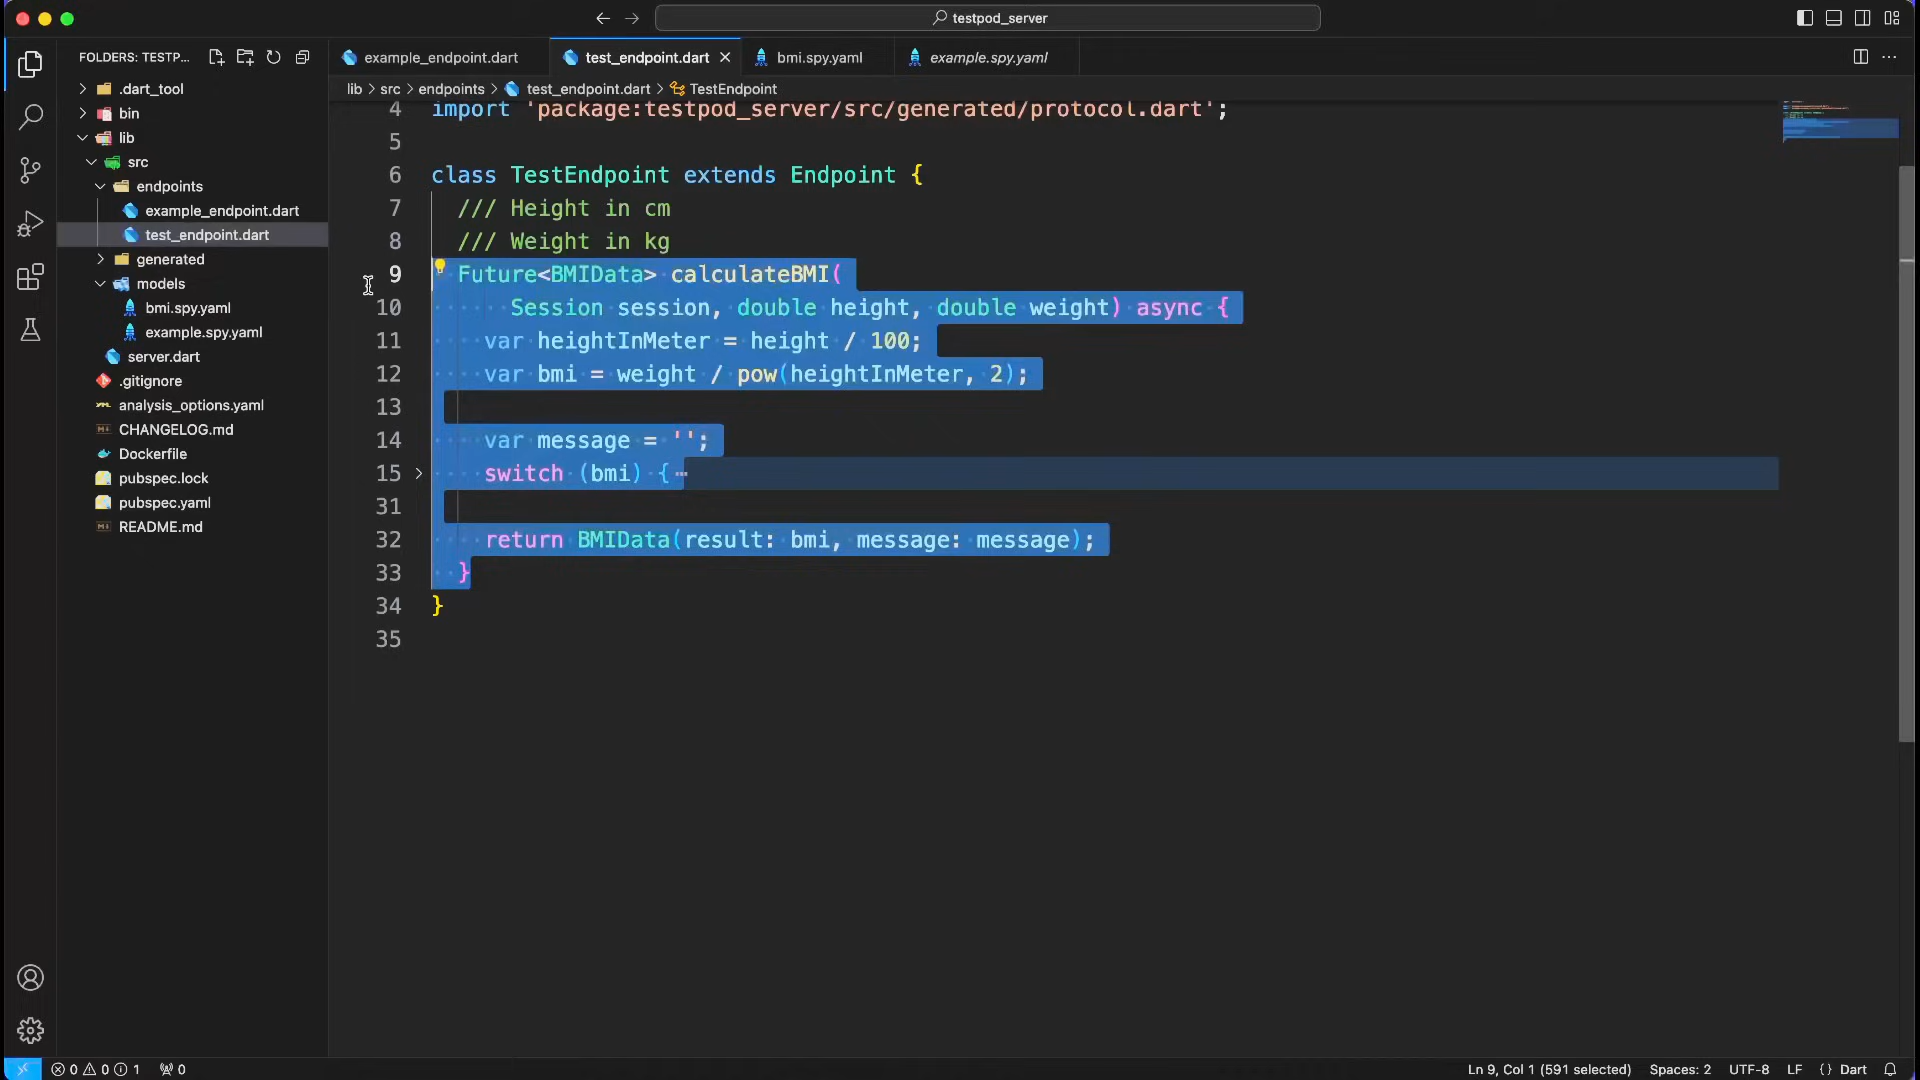 testpod_server
FOLDERS: TESTP...
example_endpoint.dart
test_endpoint.dart
bmi.spy.yaml
example.spy.yaml
lib > src > endpoints > test_endpoint.dart > TestEndpoint
.dart_tool
bin
lib
src
endpoints
example_endpoint.dart
test_endpoint.dart
generated
models
bmi.spy.yaml
example.spy.yaml
server.dart
.gitignore
analysis_options.yaml
CHANGELOG.md
Dockerfile
pubspec.lock
pubspec.yaml
README.md
4 import 'package:testpod_server/src/generated/protocol.dart';
5
6 class TestEndpoint extends Endpoint {
7 /// Height in cm
8 /// Weight in kg
9 Future<BMIData> calculateBMI(
10 Session session, double height, double weight) async {
11 var heightInMeter = height / 100;
12 var bmi = weight / pow(heightInMeter, 2);
13
14 var message = '';
15 switch (bmi) {⋯
31
32 return BMIData(result: bmi, message: message);
33 }
34 }
35
0 0 1 0
Ln 9, Col 1 (591 selected) Spaces: 2 UTF-8 LF {} Dart